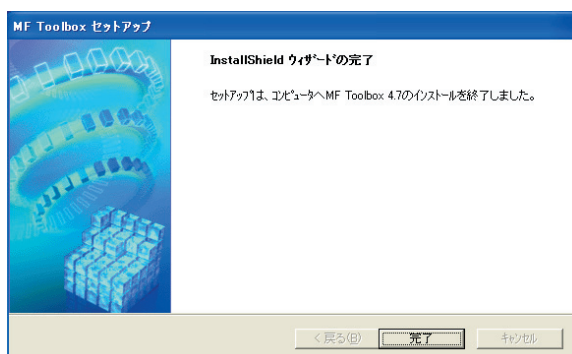 MF Toolbox セットアップ
InstallShield ウィザードの完了
セットアップは、コンピュータへMF Toolbox 4.7のインストールを終了しました。
< 戻る(B)
完了
キャンセル